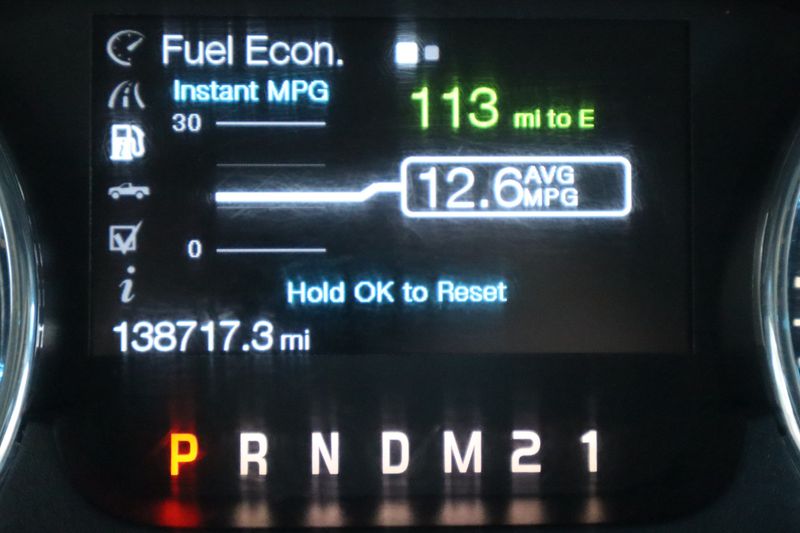 Fuel Econ.
Instant MPG
30
113 mi to E
12.6 AVG MPG
0
i
Hold OK to Reset
138717.3 mi
P R N D M 2 1